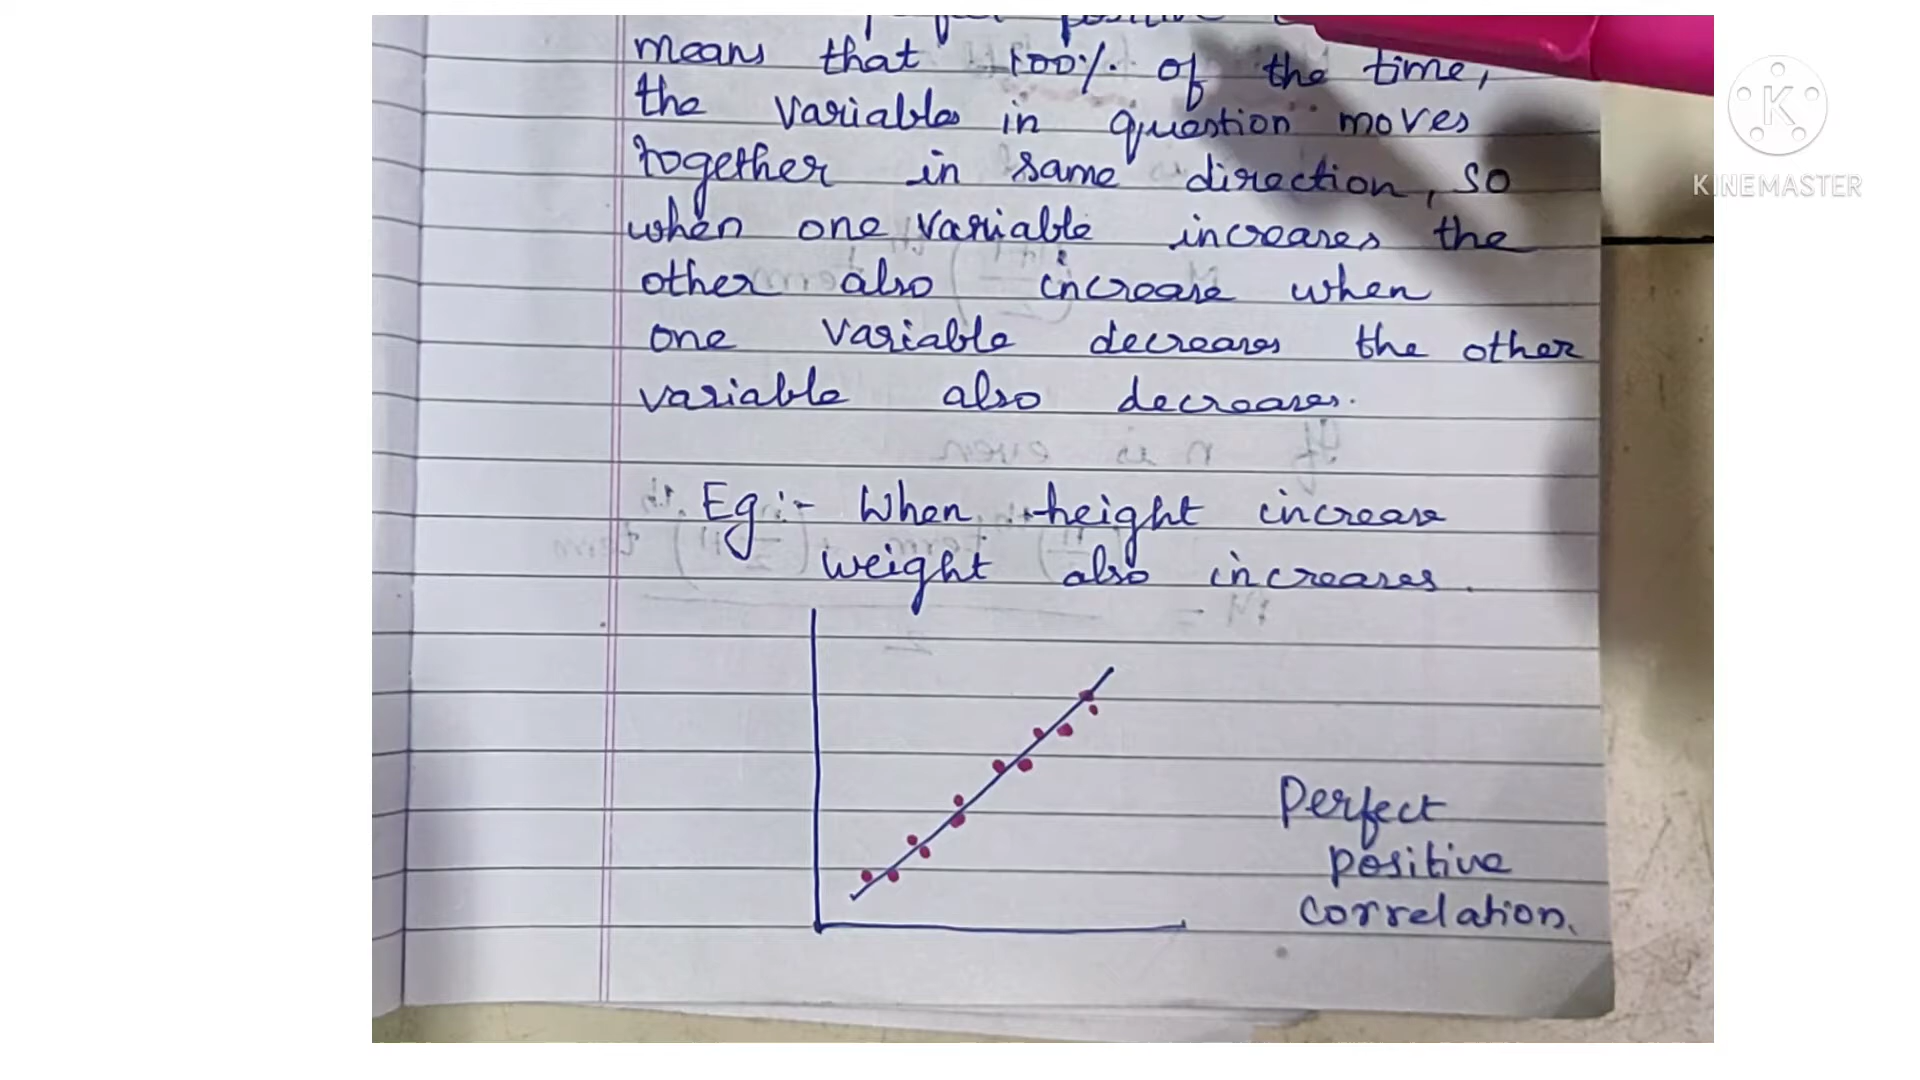 positive
means that 100% of the time,
the variables in question moves
together in same direction, so
when one variable increases the
other also increase when
one variable decreases the other
variable also decreases.
Eg:- When height increase
weight also increases.
Perfect
positive
correlation.
KINEMASTER